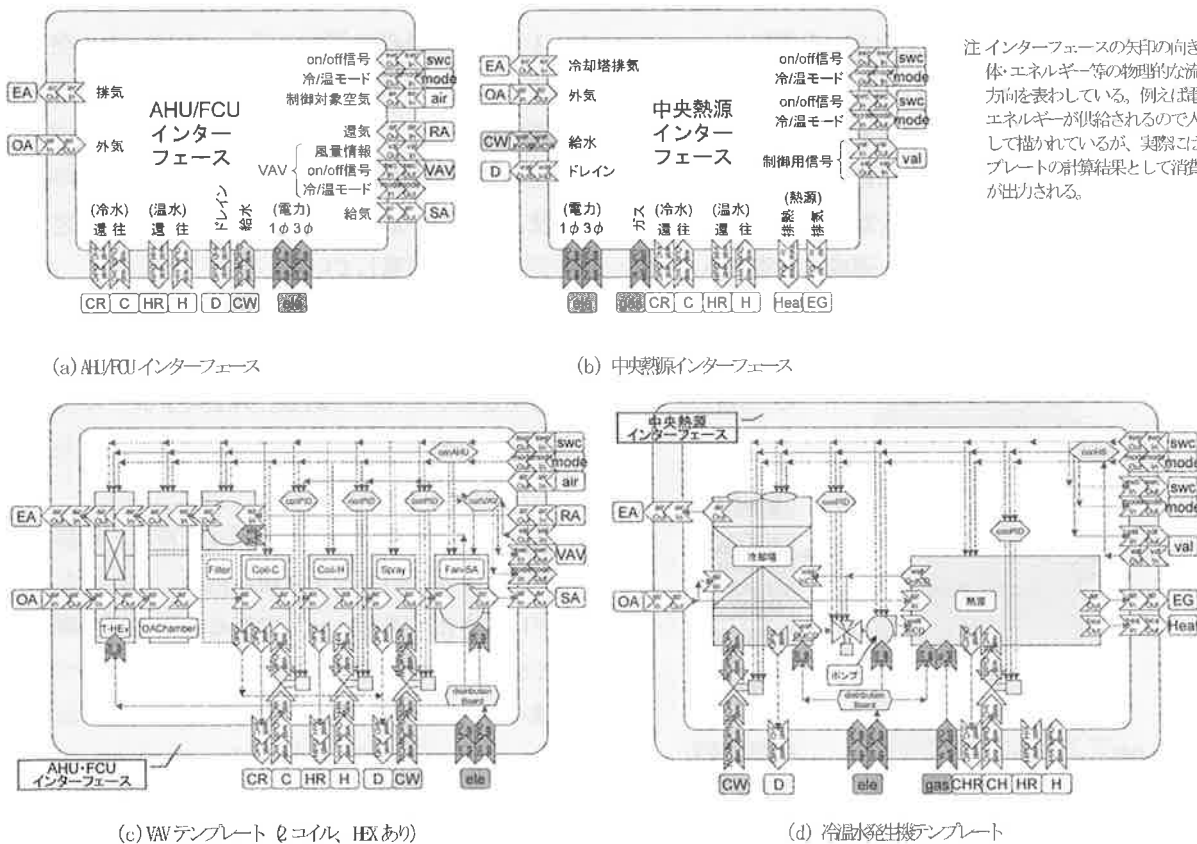 on/off信号 swc
冷/温モード mode
EA 排気
制御対象空気 air
AHU/FCU
インター
フェース
還気 RA
OA 外気
風量情報
VAV on/off信号 VAV
冷/温モード
給気 SA
(冷水) (温水) ドレイン 給水 (電力)
還 往 還 往 1φ 3φ
CR C HR H D CW ele
(a) AHU/FCUインターフェース
on/off信号 swc
EA 冷却塔排気
冷/温モード mode
OA 外気
on/off信号 swc
冷/温モード mode
中央熱源
インター
フェース
CW 給水
制御用信号 val
D ドレイン
(電力) ガス (冷水) (温水) (熱源)
1φ 3φ 還 往 還 往 排熱 排気
ele gas CR C HR H Heat EG
(b) 中央熱源インターフェース
注 インターフェースの矢印の向き
体・エネルギー等の物理的な流
方向を表わしている。例えば電
エネルギーが供給されるので入
して描かれているが、実際には
プレートの計算結果として消費
が出力される。
swc
mode
air
EA RA
VAV
Filter Coil-C Coil-H Spray Fan-SA
OA SA
T-HEx OAChamber
distribution
Board
AHU・FCU
インターフェース
CR C HR H D CW ele
(c) VAVテンプレート (2コイル、HEXあり)
中央熱源
インターフェース
swc
mode
swc
EA mode
冷却塔 val
OA 熱源 EG
Heat
ポンプ
distribution
Board
CW D ele gas CHR CH HR H
(d) 冷温水発生機テンプレート